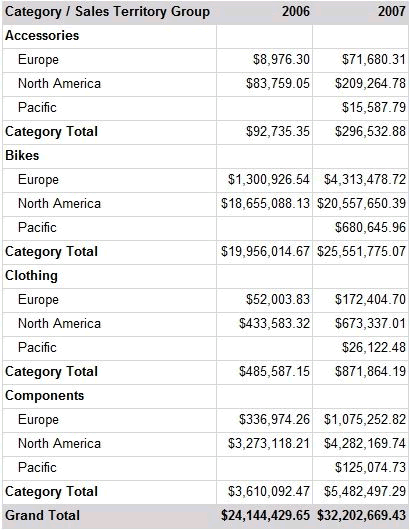 Category / Sales Territory Group 2006 2007
Accessories
Europe $8,976.30 $71,680.31
North America $83,759.05 $209,264.78
Pacific $15,587.79
Category Total $92,735.35 $296,532.88
Bikes
Europe $1,300,926.54 $4,313,478.72
North America $18,655,088.13 $20,557,650.39
Pacific $680,645.96
Category Total $19,956,014.67 $25,551,775.07
Clothing
Europe $52,003.83 $172,404.70
North America $433,583.32 $673,337.01
Pacific $26,122.48
Category Total $485,587.15 $871,864.19
Components
Europe $336,974.26 $1,075,252.82
North America $3,273,118.21 $4,282,169.74
Pacific $125,074.73
Category Total $3,610,092.47 $5,482,497.29
Grand Total $24,144,429.65 $32,202,669.43